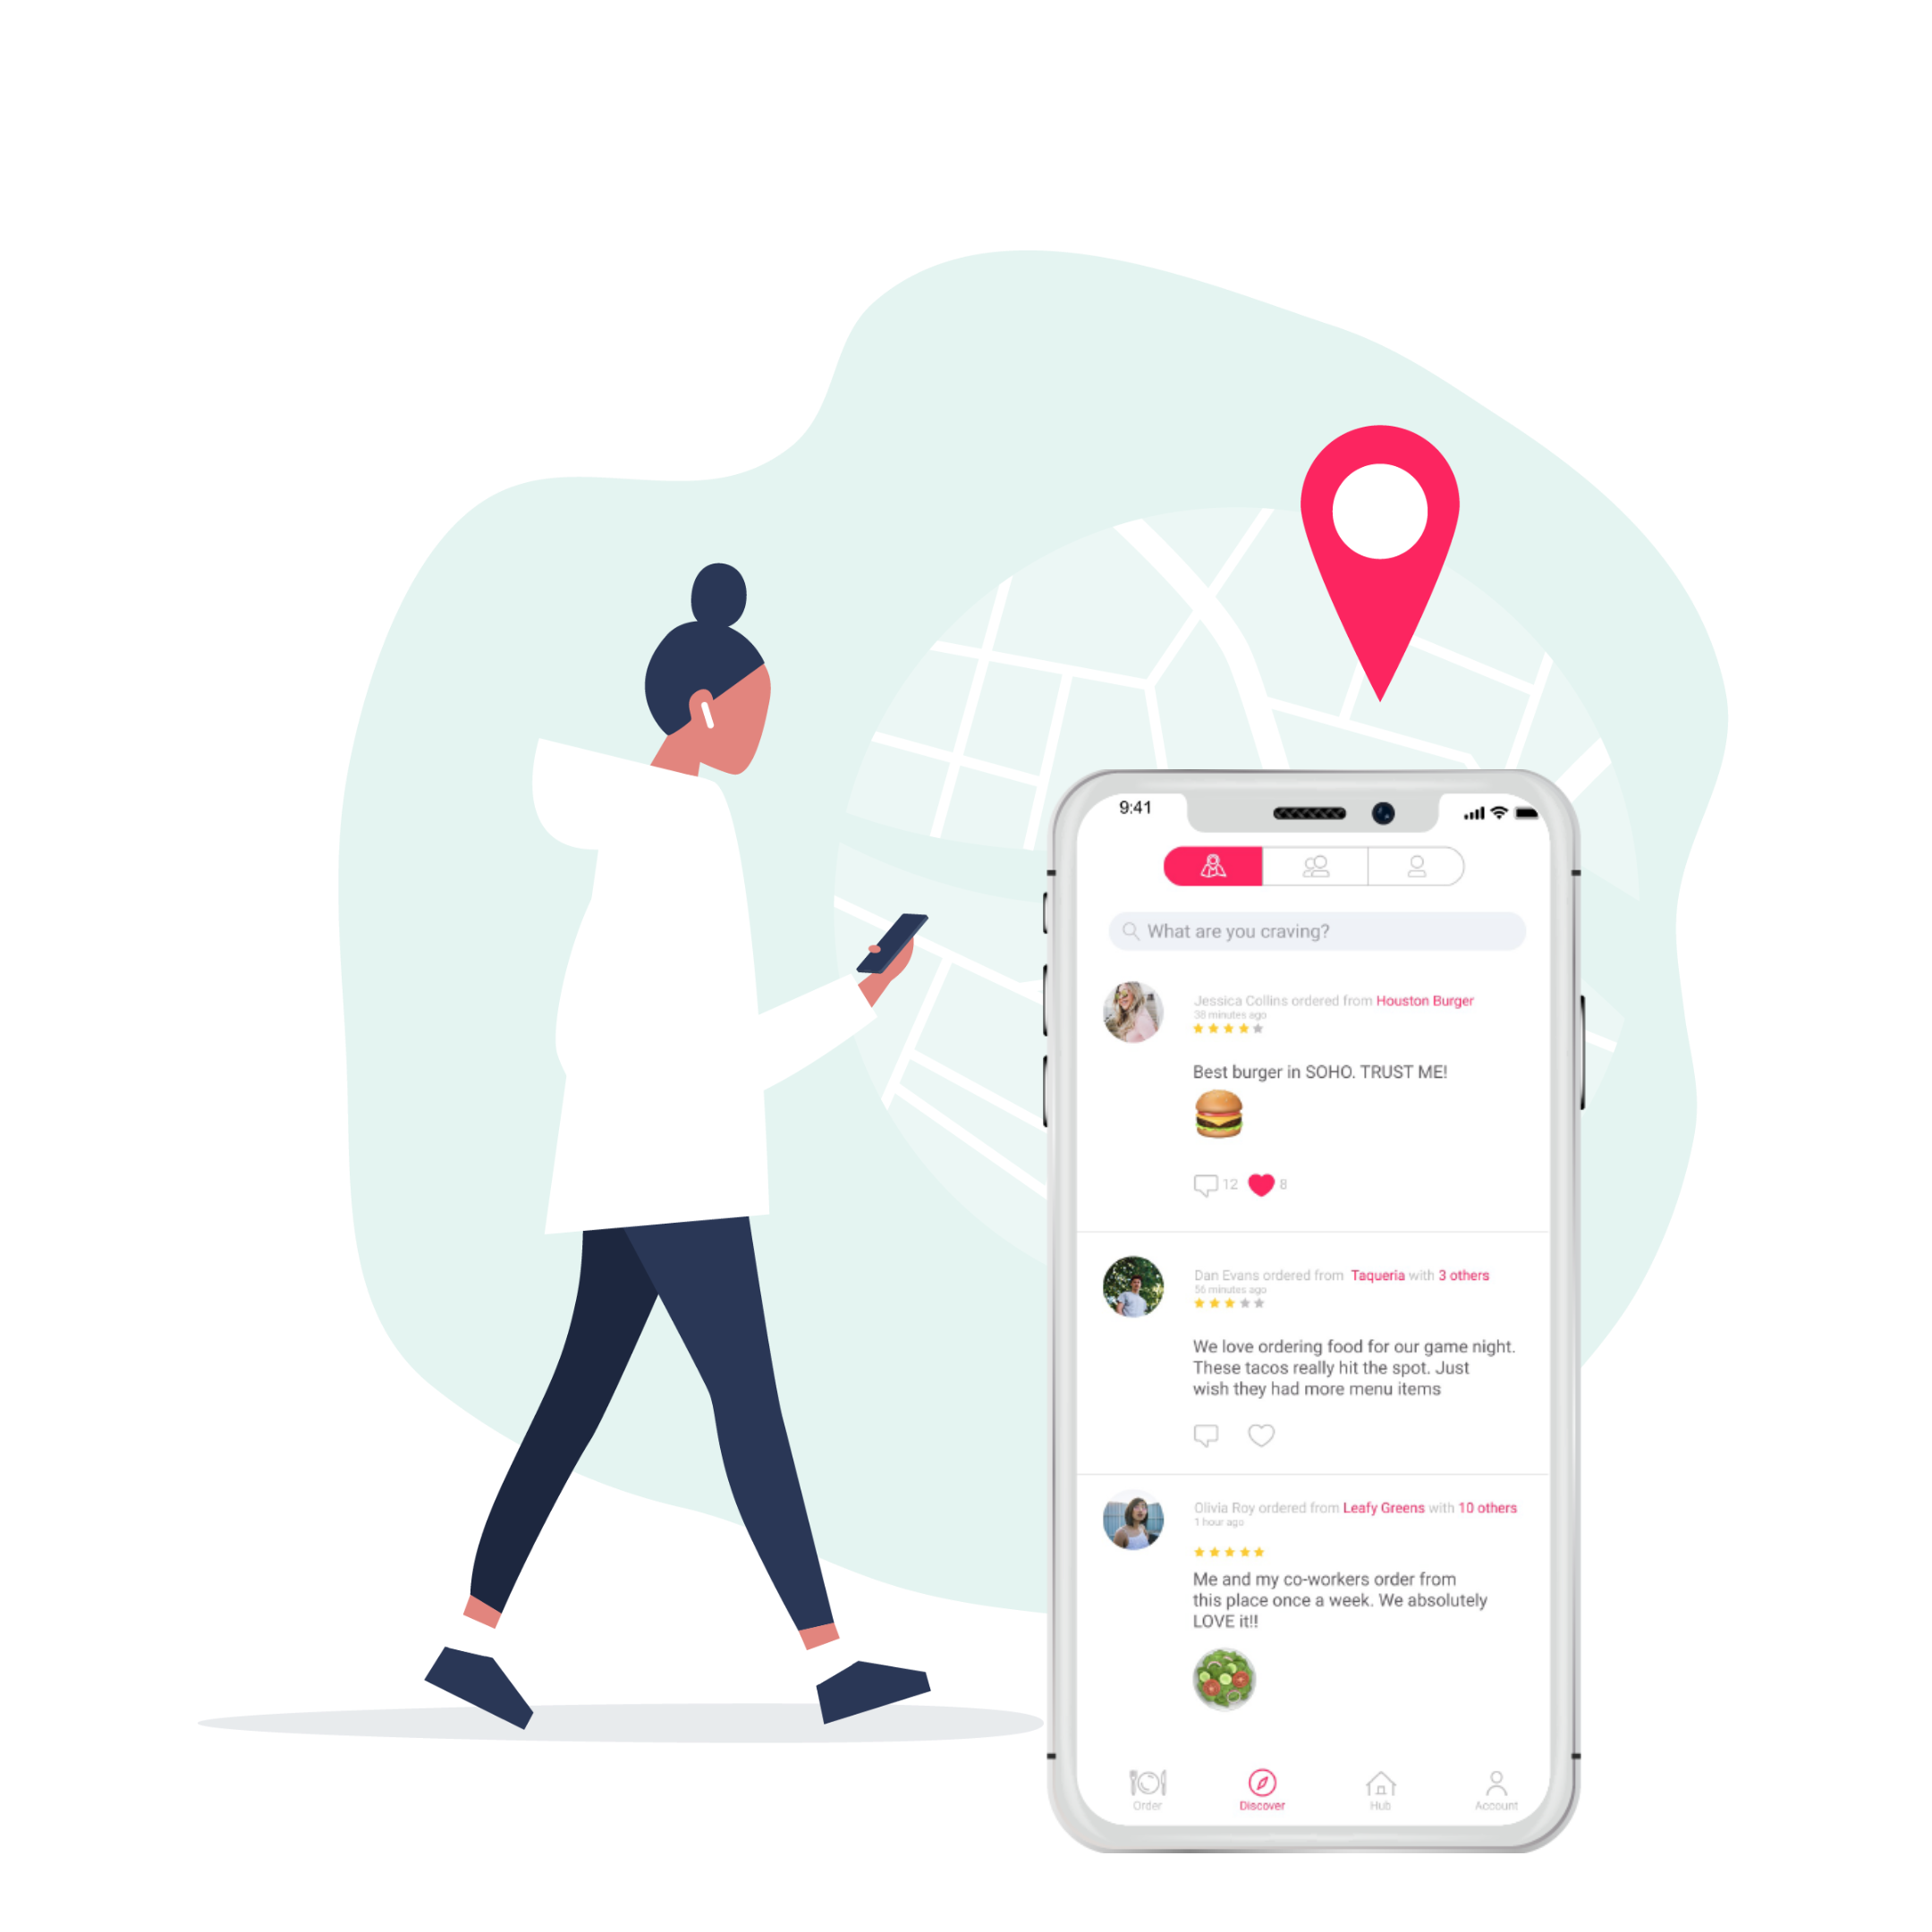 9:41
What are you craving?
Jessica Collins ordered from Houston Burger
38 minutes ago
Best burger in SOHO. TRUST ME!
12 8
Dan Evans ordered from Taqueria with 3 others
56 minutes ago
We love ordering food for our game night.
These tacos really hit the spot. Just
wish they had more menu items
Olivia Roy ordered from Leafy Greens with 10 others
1 hour ago
Me and my co-workers order from
this place once a week. We absolutely
LOVE it!!
Order Discover Hub Account